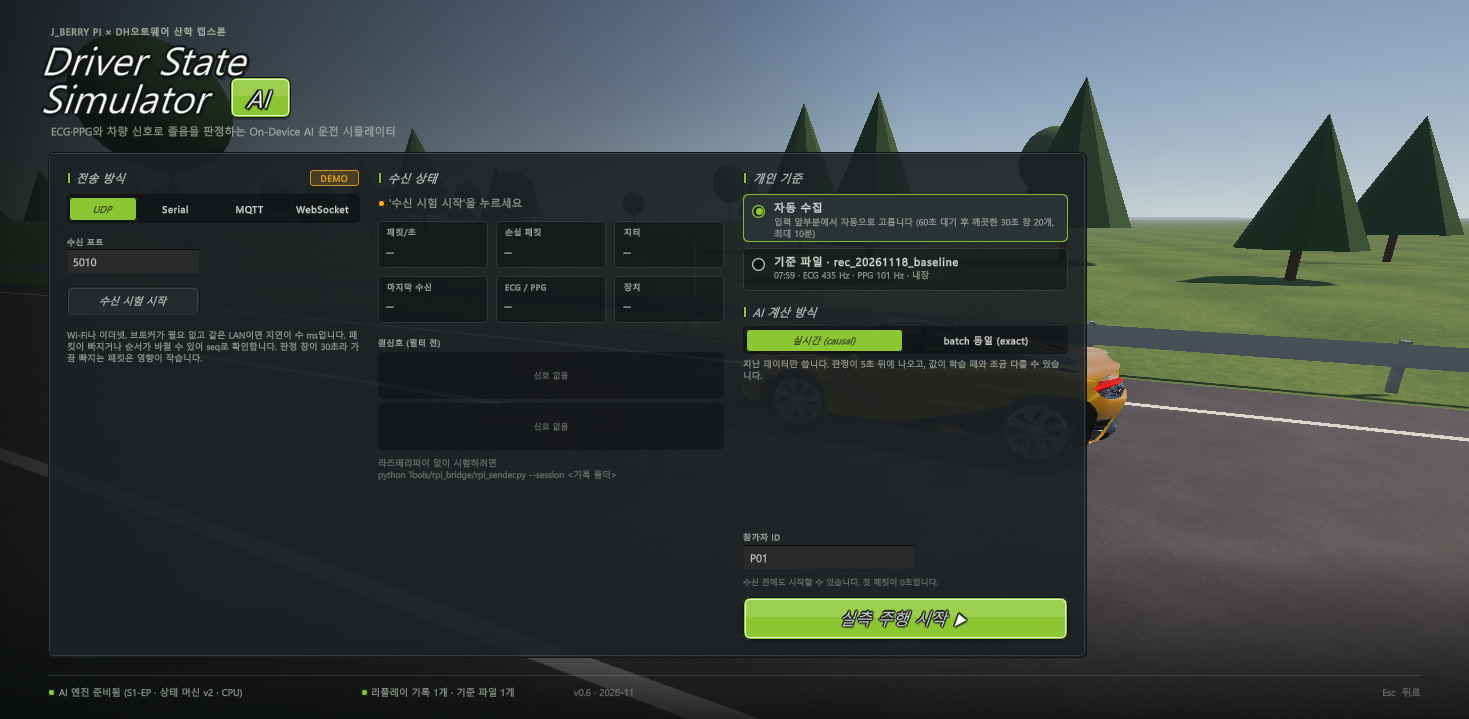 J_BERRY PI × DH오토웨이 산학 캡스톤
Driver State
Simulator AI
ECG·PPG와 차량 신호로 졸음을 판정하는 On-Device AI 운전 시뮬레이터
전송 방식
DEMO
UDP
Serial
MQTT
WebSocket
수신 포트
5010
수신 시험 시작
Wi-Fi나 이더넷. 브로커가 필요 없고 같은 LAN이면 지연이 수 ms입니다. 패
킷이 빠지거나 순서가 바뀔 수 있어 seq로 확인합니다. 판정 창이 30초라 가
끔 빠지는 패킷은 영향이 작습니다.
수신 상태
'수신 시험 시작'을 누르세요
패킷/초
—
손실 패킷
—
지터
—
마지막 수신
—
ECG / PPG
—
장치
—
원신호 (필터 전)
신호 없음
신호 없음
라즈베리파이 없이 시험하려면
python Tools/rpi_bridge/rpi_sender.py --session <기록 폴더>
개인 기준
자동 수집
입력 앞부분에서 자동으로 고릅니다 (60초 대기 후 깨끗한 30초 창 20개,
최대 10분)
기준 파일 · rec_20261118_baseline
07:59 · ECG 435 Hz · PPG 101 Hz · 내장
AI 계산 방식
실시간 (causal)
batch 동일 (exact)
지난 데이터만 씁니다. 판정이 5초 뒤에 나오고, 값이 학습 때와 조금 다를 수 있습
니다.
참가자 ID
P01
수신 전에도 시작할 수 있습니다. 첫 패킷이 0초입니다.
실측 주행 시작 ▶
AI 엔진 준비됨 (S1-EP · 상태 머신 v2 · CPU)
리플레이 기록 1개 · 기준 파일 1개
v0.6 · 2026-11
Esc 뒤로